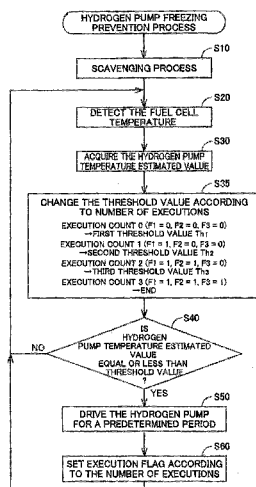 HYDROGEN PUMP FREEZING
PREVENTION PROCESS
S10
SCAVENGING PROCESS
S20
DETECT THE FUEL CELL
TEMPERATURE
S30
ACQUIRE THE HYDROGEN PUMP
TEMPERATURE ESTIMATED VALUE
S35
CHANGE THE THRESHOLD VALUE ACCORDING
TO NUMBER OF EXECUTIONS
EXECUTION COUNT 0 (F1 = 0, F2 = 0, F3 = 0)
→FIRST THRESHOLD VALUE Th1
EXECUTION COUNT 1 (F1 = 1, F2 = 0, F3 = 0)
→SECOND THRESHOLD VALUE Th2
EXECUTION COUNT 2 (F1 = 1, F2 = 1, F3 = 0)
→THIRD THRESHOLD VALUE Th3
EXECUTION COUNT 3 (F1 = 1, F2 = 1, F3 = 1)
→END
S40
IS
HYDROGEN
PUMP TEMPERATURE ESTIMATED
VALUE
EQUAL OR LESS THAN
THRESHOLD VALUE
?
NO
YES
S50
DRIVE THE HYDROGEN PUMP
FOR A PREDETERMINED PERIOD
S60
SET EXECUTION FLAG ACCORDING
TO THE NUMBER OF EXECUTIONS